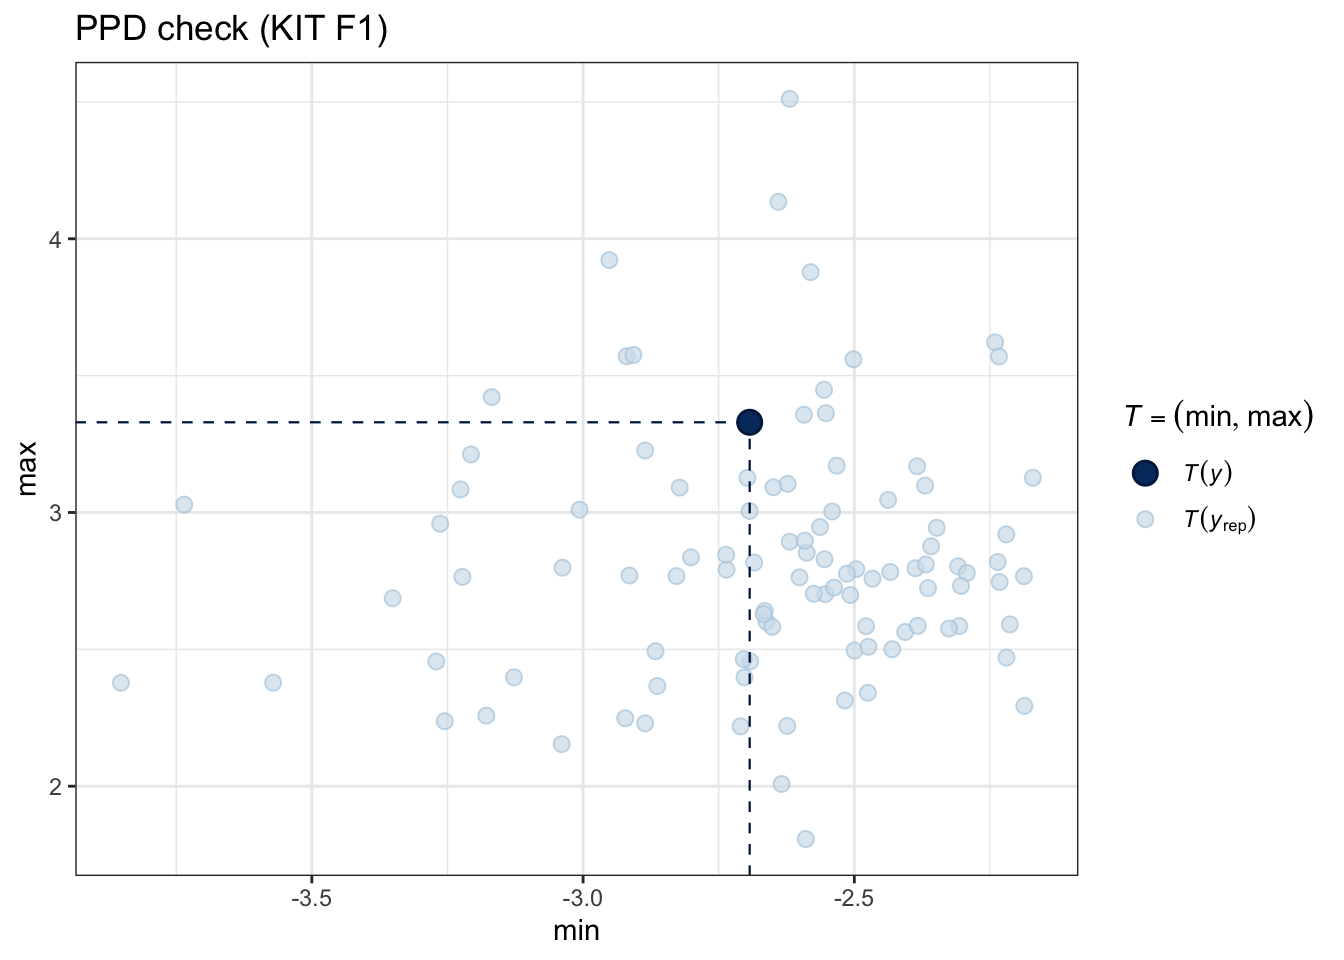 PPD check (KIT F1)
max
4
3
2
-3.5 -3.0 -2.5
min
T = (min, max)
T(y)
T(yrep)